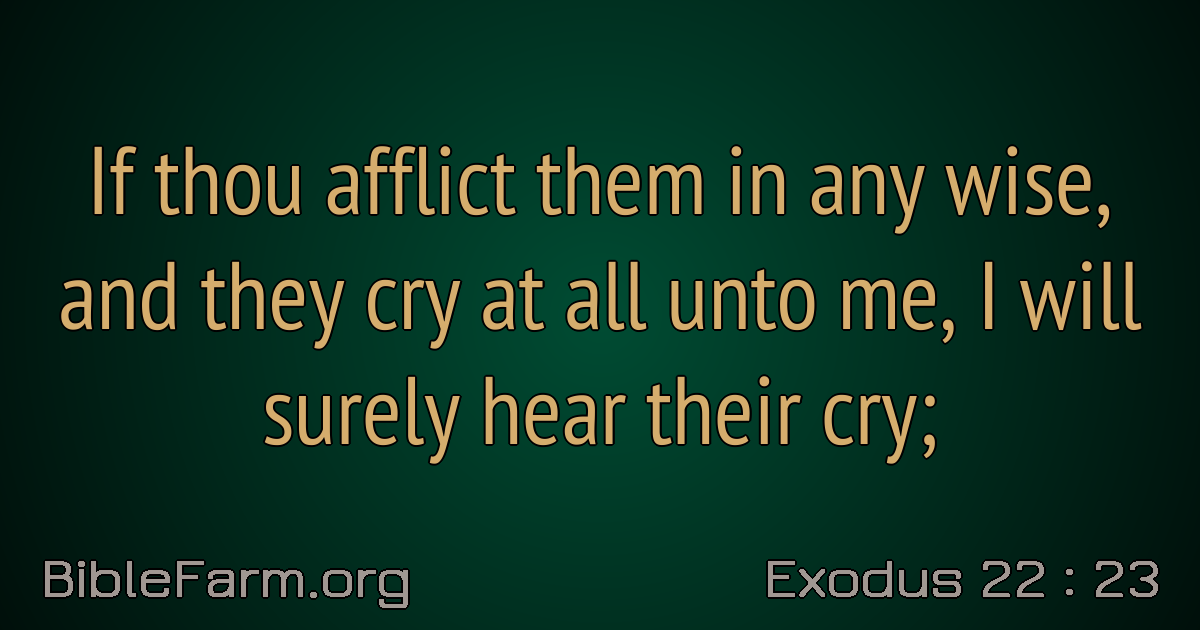 If thou afflict them in any wise,
and they cry at all unto me, I will
surely hear their cry;
BibleFarm.org
Exodus 22 : 23